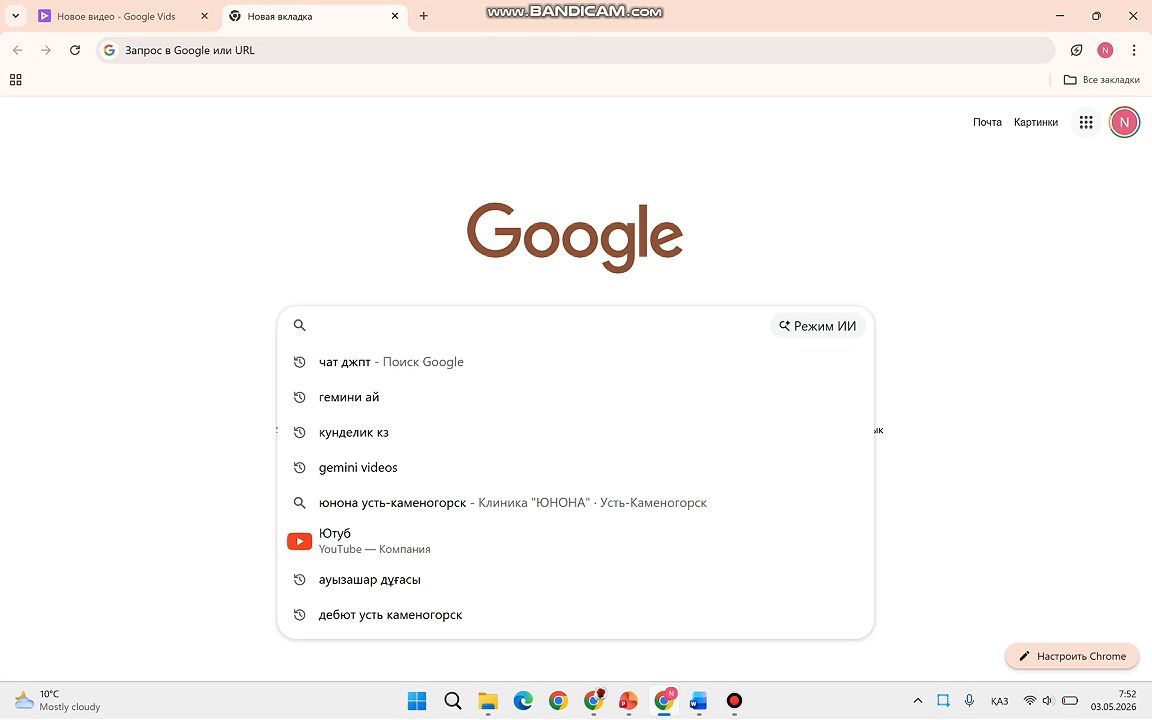 Новое видео - Google Vids
Новая вкладка
www.BANDICAM.com
Запрос в Google или URL
N
Все закладки
Почта
Картинки
N
Google
Режим ИИ
чат джпт - Поиск Google
гемини ай
кунделик кз
ык
gemini videos
юнона усть-каменогорск - Клиника "ЮНОНА" · Усть-Каменогорск
Ютуб
YouTube — Компания
ауызашар дұғасы
дебют усть каменогорск
Настроить Chrome
10°C
Mostly cloudy
ҚАЗ
7:52
03.05.2026